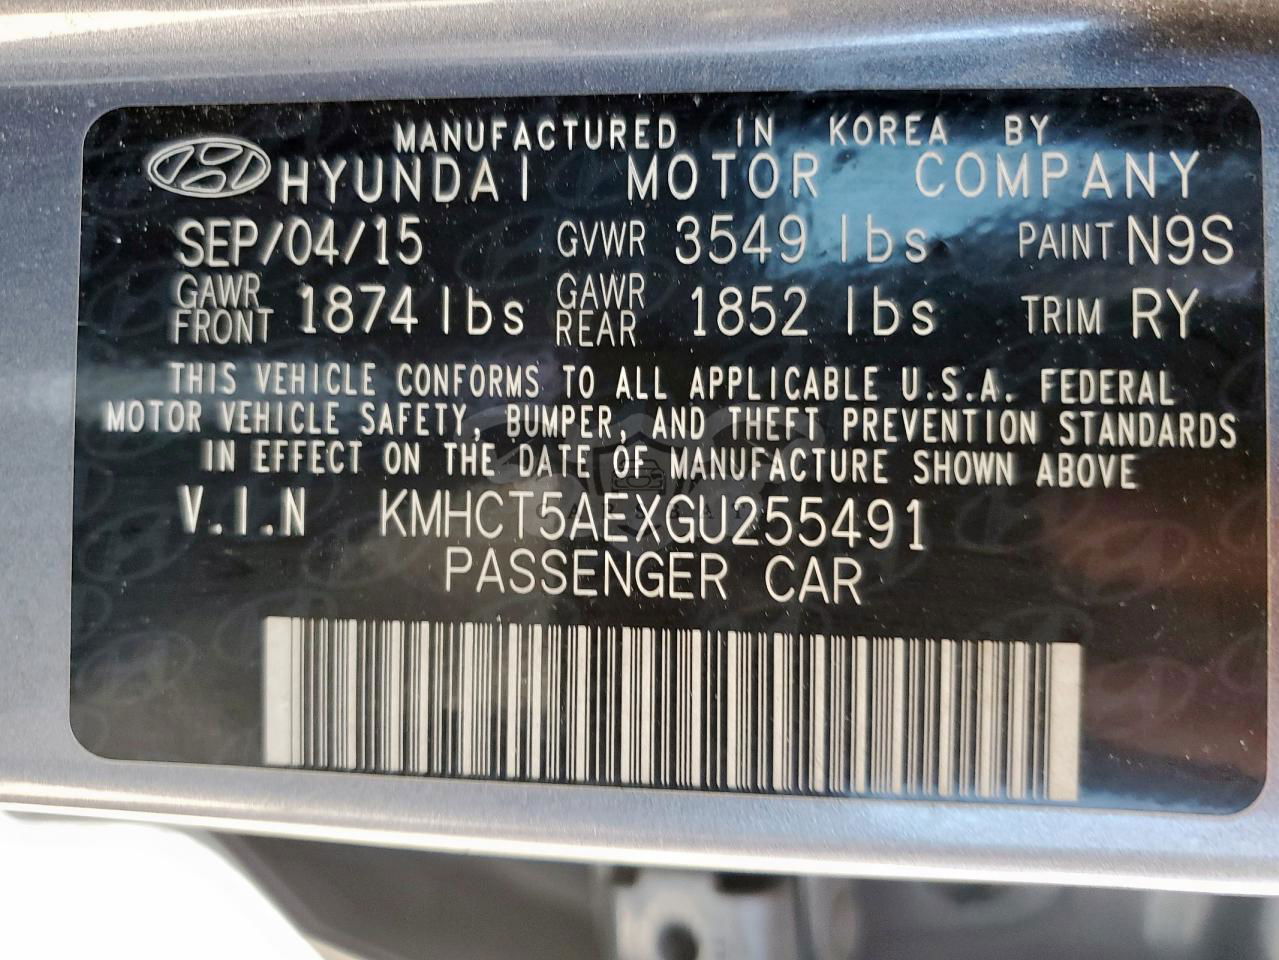 MANUFACTURED IN KOREA BY
HYUNDAI MOTOR COMPANY
SEP/04/15 GVWR 3549 lbs PAINT N9S
GAWR FRONT 1874 lbs GAWR REAR 1852 lbs TRIM RY
THIS VEHICLE CONFORMS TO ALL APPLICABLE U.S.A. FEDERAL
MOTOR VEHICLE SAFETY, BUMPER, AND THEFT PREVENTION STANDARDS
IN EFFECT ON THE DATE OF MANUFACTURE SHOWN ABOVE
V.I.N KMHCT5AEXGU255491
PASSENGER CAR